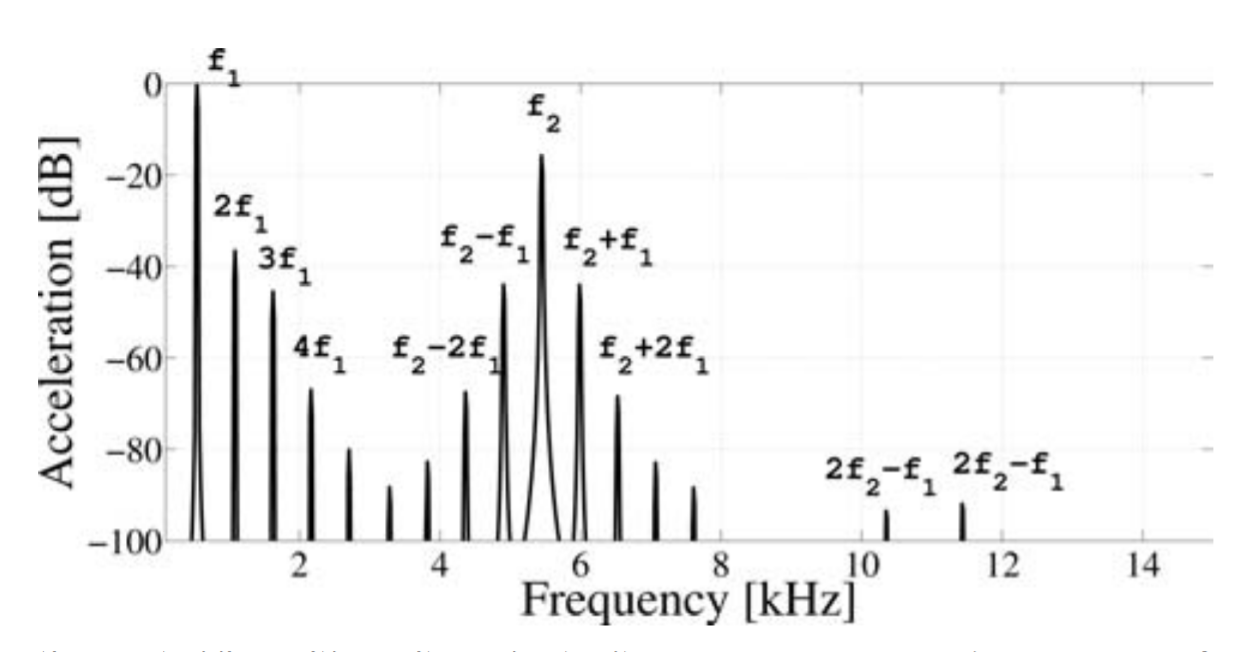 f1
0
f2
−20
2f1
f2−f1
f2+f1
−40
3f1
4f1
f2−2f1
f2+2f1
−60
−80
2f2−f1
2f2−f1
−100
2
4
6
8
10
12
14
Acceleration [dB]
Frequency [kHz]